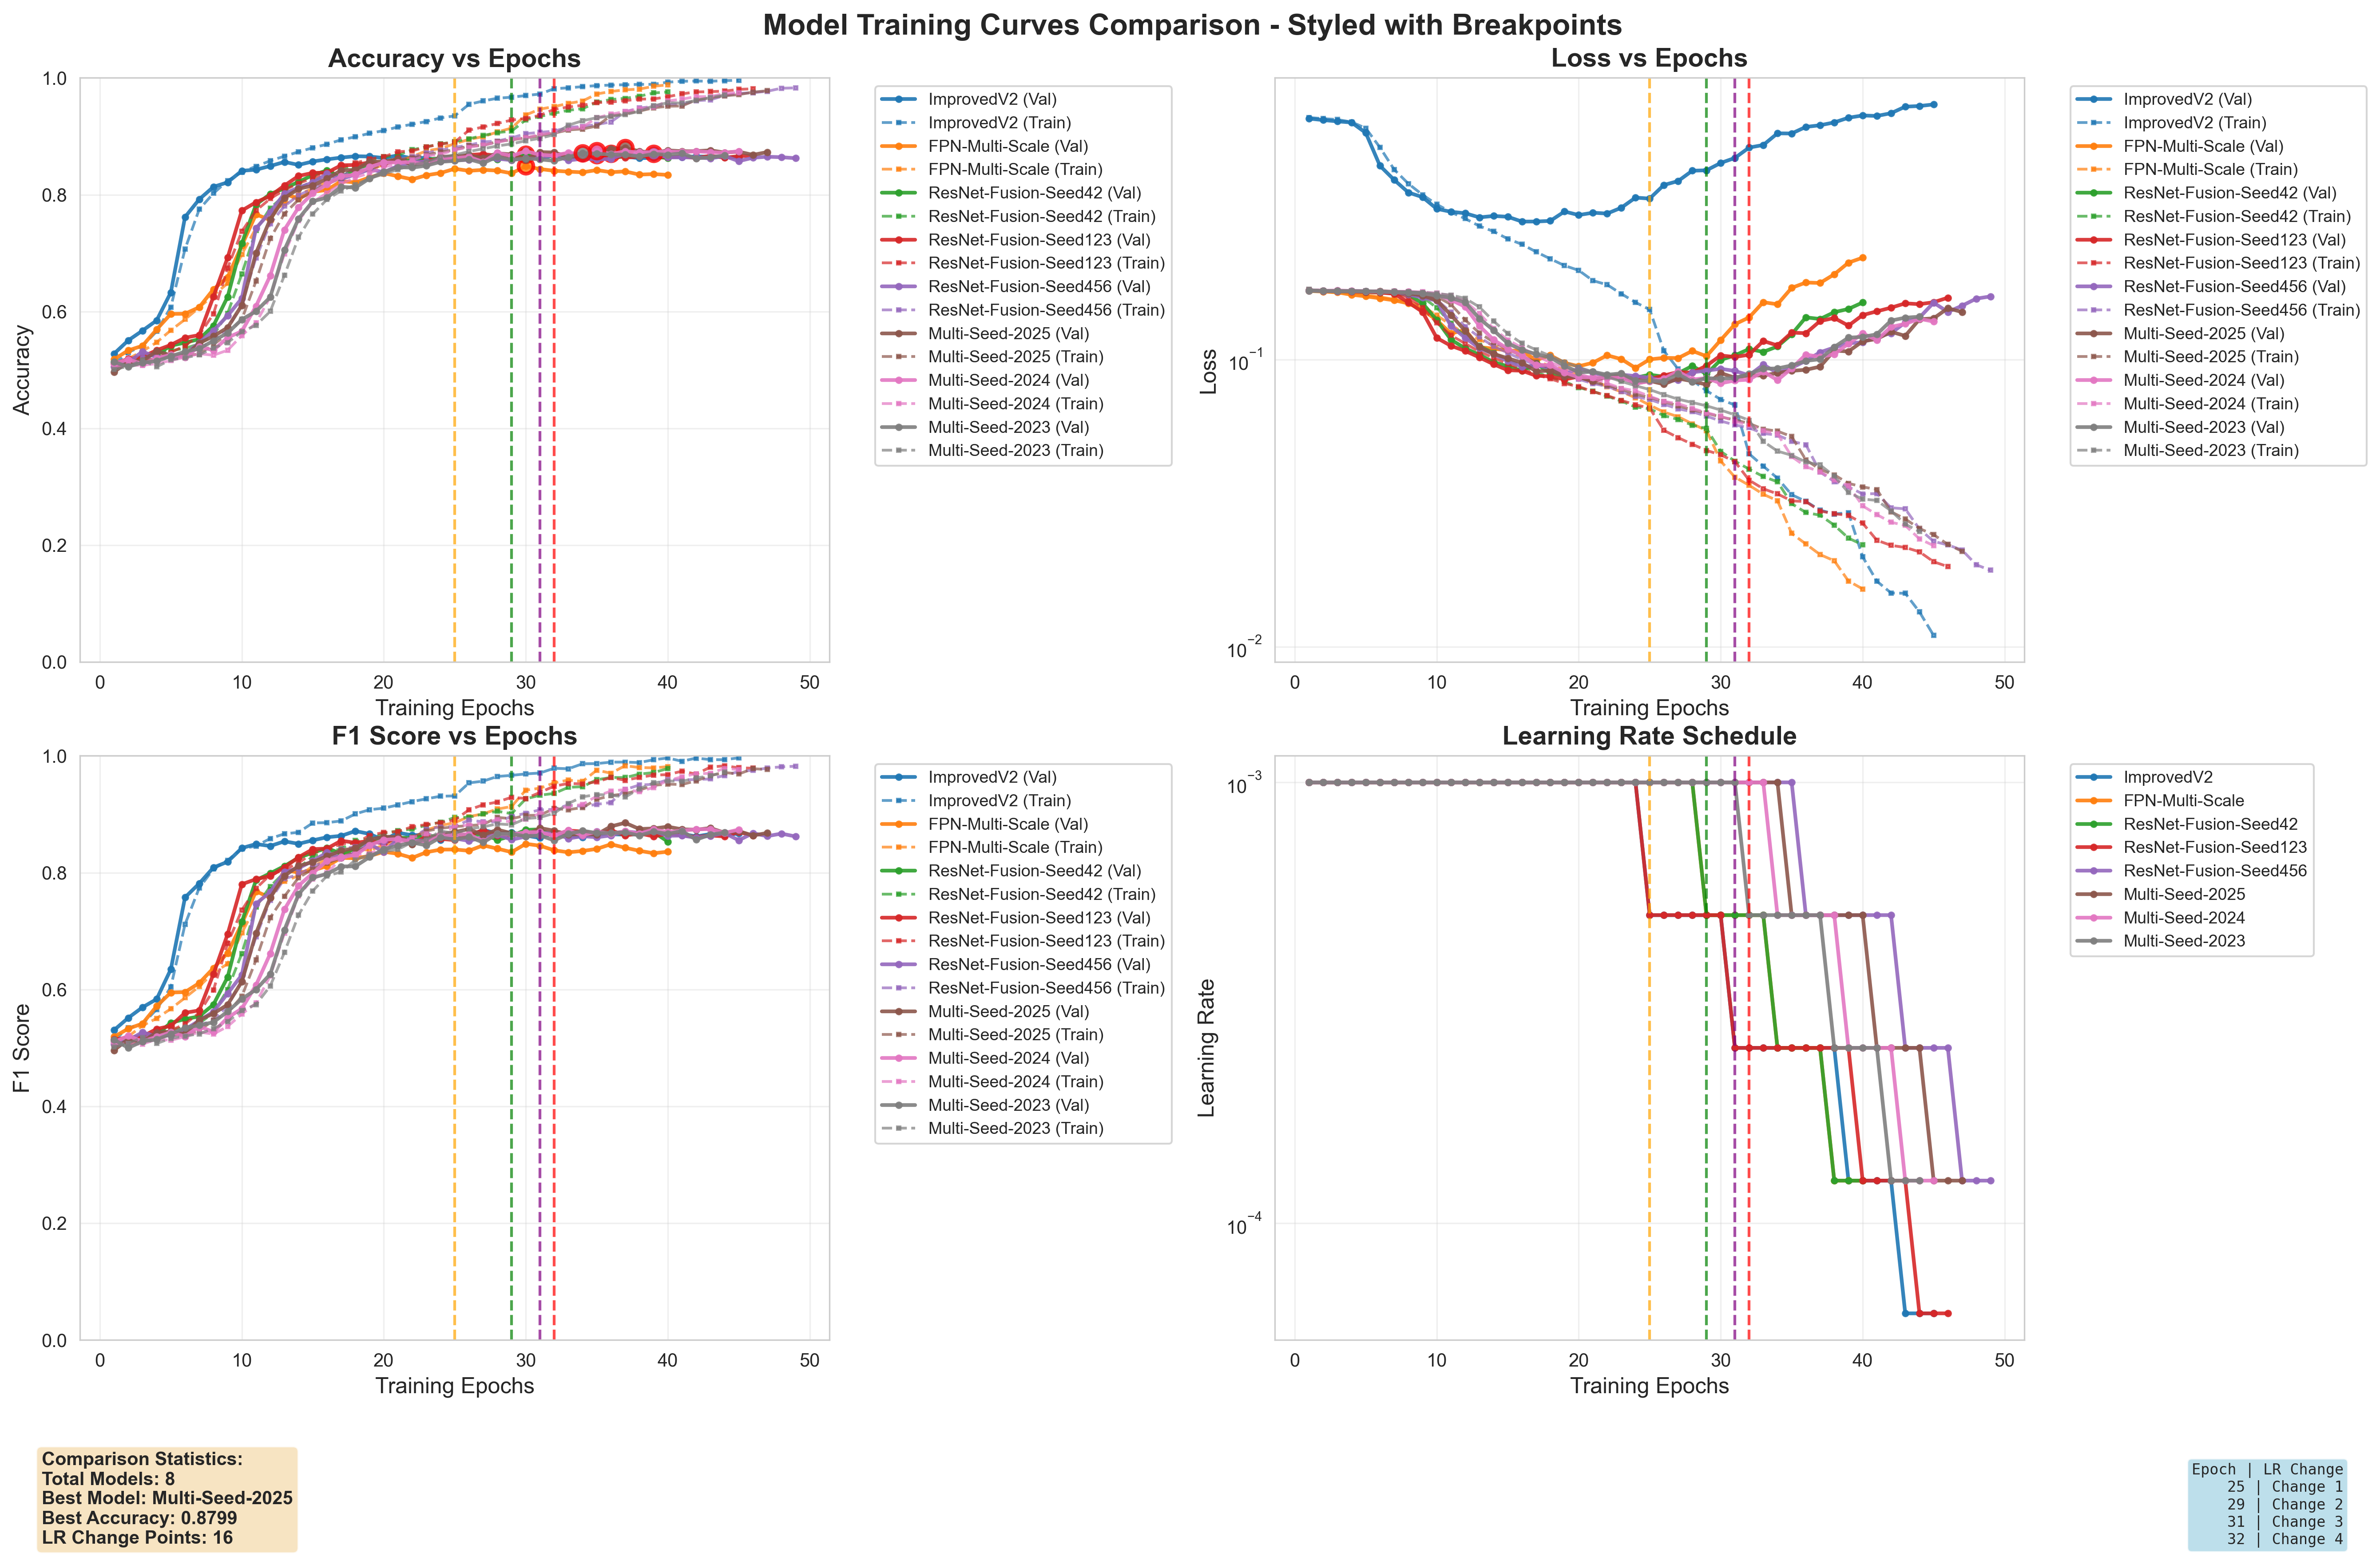 Model Training Curves Comparison - Styled with Breakpoints
Accuracy vs Epochs
1.0
0.8
0.6
0.4
0.2
0.0
Accuracy
0 10 20 30 40 50
Training Epochs
ImprovedV2 (Val)
ImprovedV2 (Train)
FPN-Multi-Scale (Val)
FPN-Multi-Scale (Train)
ResNet-Fusion-Seed42 (Val)
ResNet-Fusion-Seed42 (Train)
ResNet-Fusion-Seed123 (Val)
ResNet-Fusion-Seed123 (Train)
ResNet-Fusion-Seed456 (Val)
ResNet-Fusion-Seed456 (Train)
Multi-Seed-2025 (Val)
Multi-Seed-2025 (Train)
Multi-Seed-2024 (Val)
Multi-Seed-2024 (Train)
Multi-Seed-2023 (Val)
Multi-Seed-2023 (Train)
Loss vs Epochs
10⁻¹
10⁻²
Loss
0 10 20 30 40 50
Training Epochs
ImprovedV2 (Val)
ImprovedV2 (Train)
FPN-Multi-Scale (Val)
FPN-Multi-Scale (Train)
ResNet-Fusion-Seed42 (Val)
ResNet-Fusion-Seed42 (Train)
ResNet-Fusion-Seed123 (Val)
ResNet-Fusion-Seed123 (Train)
ResNet-Fusion-Seed456 (Val)
ResNet-Fusion-Seed456 (Train)
Multi-Seed-2025 (Val)
Multi-Seed-2025 (Train)
Multi-Seed-2024 (Val)
Multi-Seed-2024 (Train)
Multi-Seed-2023 (Val)
Multi-Seed-2023 (Train)
F1 Score vs Epochs
1.0
0.8
0.6
0.4
0.2
0.0
F1 Score
0 10 20 30 40 50
Training Epochs
ImprovedV2 (Val)
ImprovedV2 (Train)
FPN-Multi-Scale (Val)
FPN-Multi-Scale (Train)
ResNet-Fusion-Seed42 (Val)
ResNet-Fusion-Seed42 (Train)
ResNet-Fusion-Seed123 (Val)
ResNet-Fusion-Seed123 (Train)
ResNet-Fusion-Seed456 (Val)
ResNet-Fusion-Seed456 (Train)
Multi-Seed-2025 (Val)
Multi-Seed-2025 (Train)
Multi-Seed-2024 (Val)
Multi-Seed-2024 (Train)
Multi-Seed-2023 (Val)
Multi-Seed-2023 (Train)
Learning Rate Schedule
10⁻³
10⁻⁴
Learning Rate
0 10 20 30 40 50
Training Epochs
ImprovedV2
FPN-Multi-Scale
ResNet-Fusion-Seed42
ResNet-Fusion-Seed123
ResNet-Fusion-Seed456
Multi-Seed-2025
Multi-Seed-2024
Multi-Seed-2023
Comparison Statistics:
Total Models: 8
Best Model: Multi-Seed-2025
Best Accuracy: 0.8799
LR Change Points: 16
Epoch | LR Change
25 | Change 1
29 | Change 2
31 | Change 3
32 | Change 4